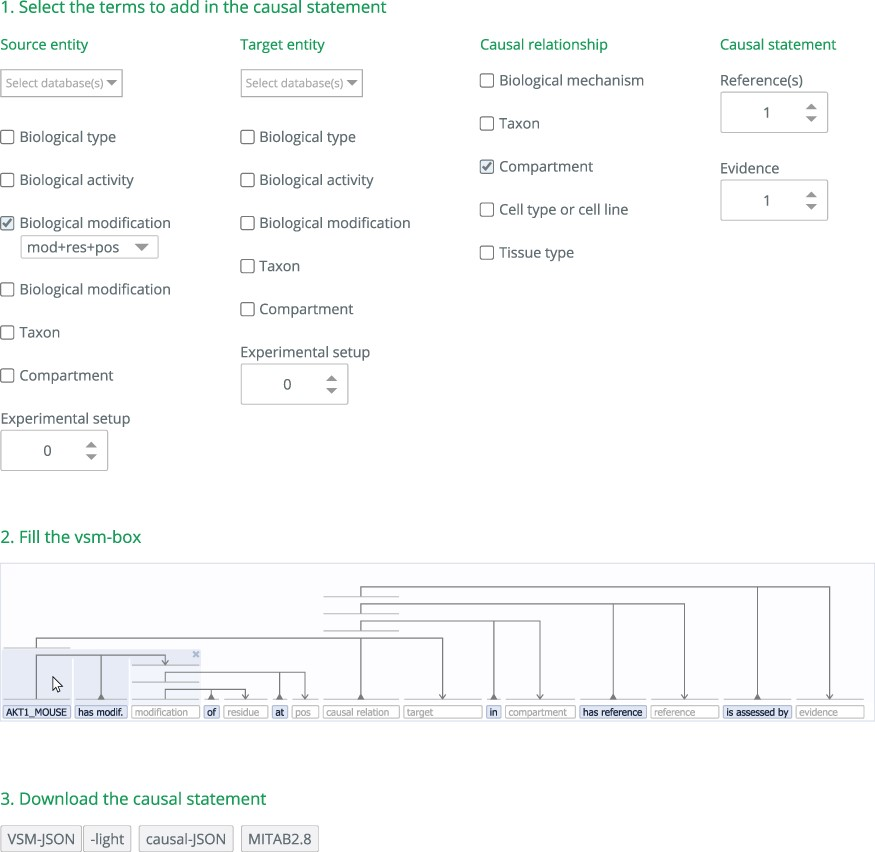 1. Select the terms to add in the causal statement
Source entity Target entity Causal relationship Causal statement
Select database(s) Select database(s) Biological mechanism Reference(s)
1
Taxon
Biological type Biological type
Compartment Evidence
Biological activity Biological activity
1
Cell type or cell line
Biological modification Biological modification
mod+res+pos Tissue type
Taxon
Biological modification
Compartment
Taxon
Experimental setup
Compartment 0
Experimental setup
0
2. Fill the vsm-box
AKT1_MOUSE has modif. modification of residue at pos causal relation target in compartment has reference reference is assessed by evidence
3. Download the causal statement
VSM-JSON -light causal-JSON MITAB2.8